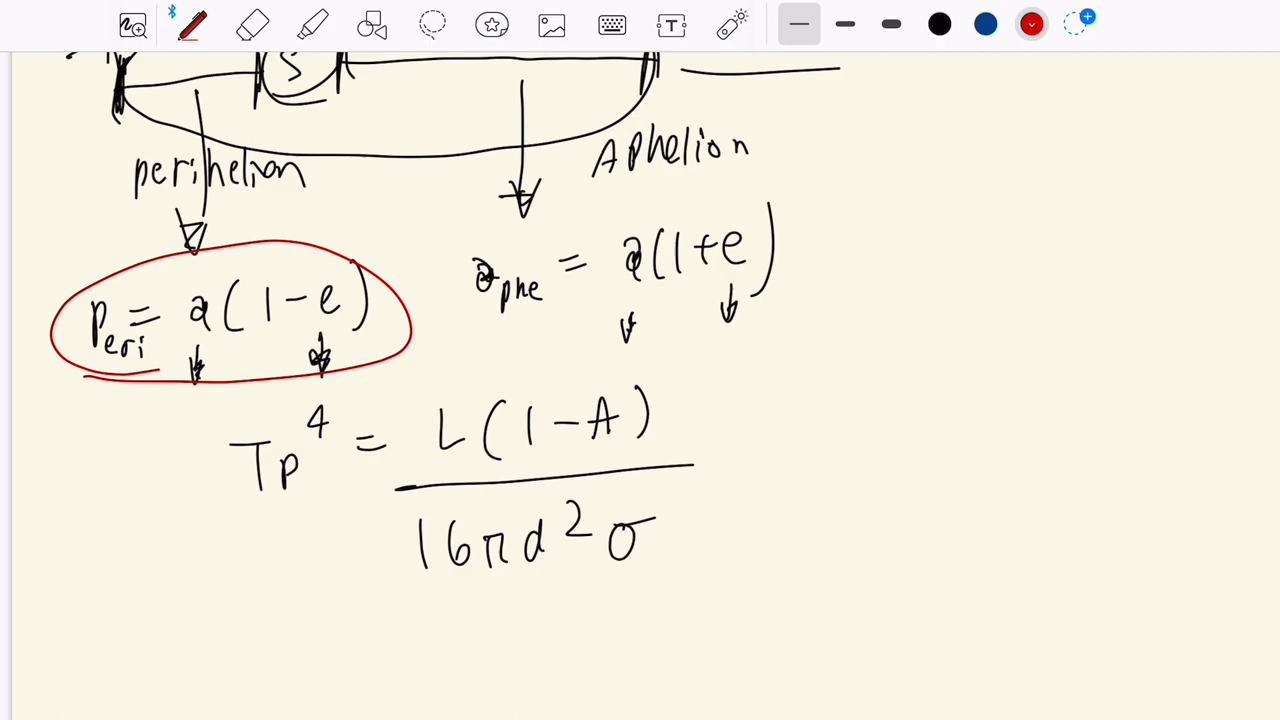 S
perihelion
Aphelion
Peri = a(1-e)
aphe = a(1+e)
Tp⁴ = L(1-A)
16πd²σ